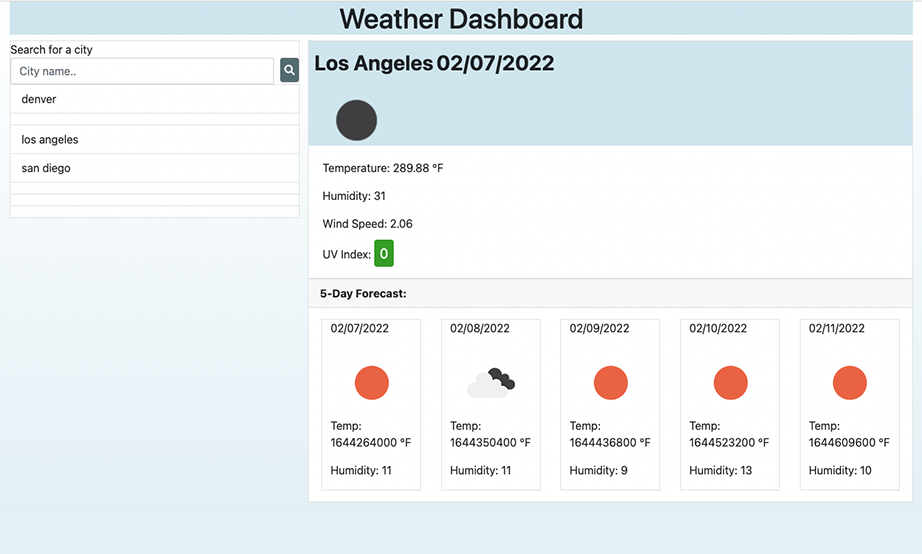 Weather Dashboard
Search for a city
City name..
denver
los angeles
san diego
Los Angeles 02/07/2022
Temperature: 289.88 °F
Humidity: 31
Wind Speed: 2.06
UV Index: 0
5-Day Forecast:
02/07/2022
Temp:
1644264000 °F
Humidity: 11
02/08/2022
Temp:
1644350400 °F
Humidity: 11
02/09/2022
Temp:
1644436800 °F
Humidity: 9
02/10/2022
Temp:
1644523200 °F
Humidity: 13
02/11/2022
Temp:
1644609600 °F
Humidity: 10